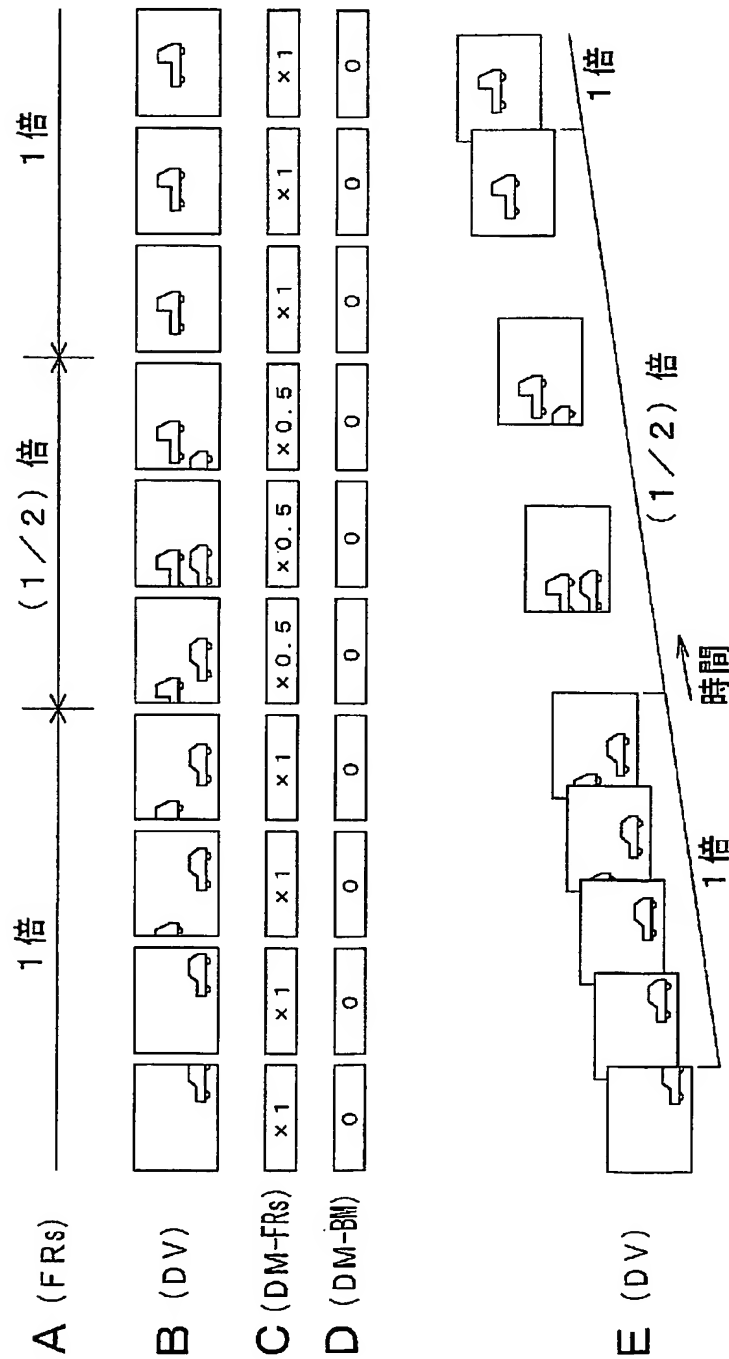 A (FRs) 1倍 (1/2) 倍 1倍
B (DV)
C (DM-FRs) ×1 ×1 ×1 ×1 ×0.5 ×0.5 ×0.5 ×1 ×1 ×1
D (DM-BM) 0 0 0 0 0 0 0 0 0 0
E (DV) 1倍 (1/2) 倍 1倍
時間